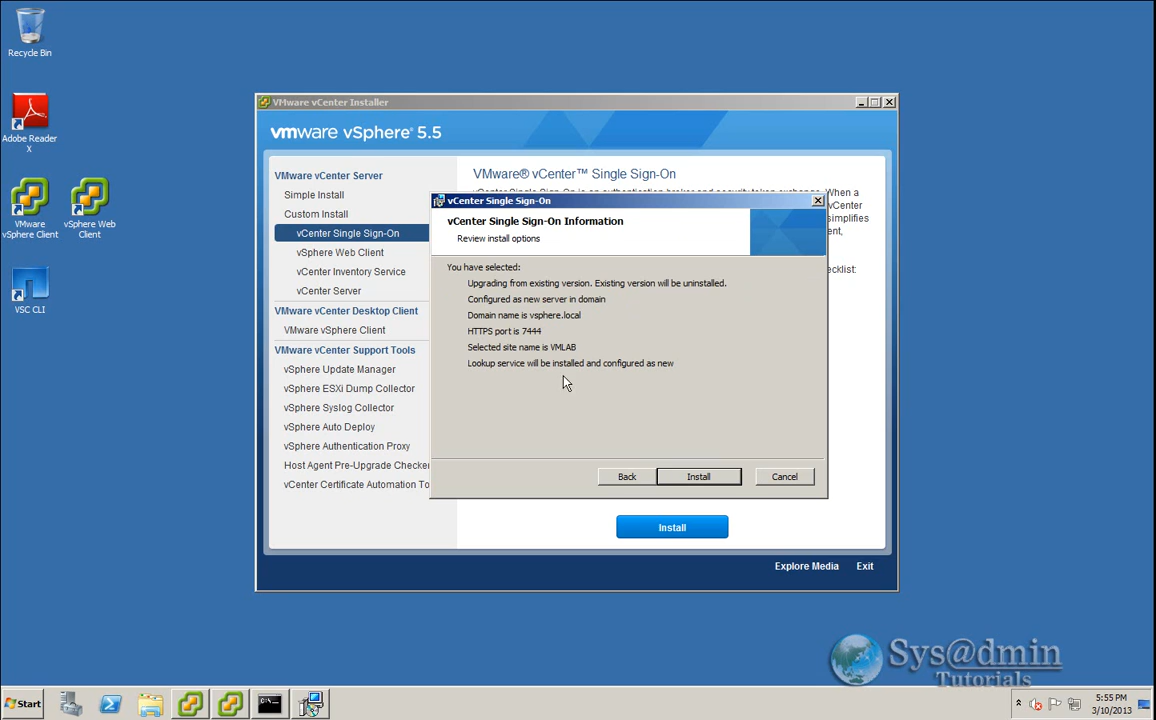 Recycle Bin
Adobe Reader
X
VMware
vSphere Client
vSphere Web
Client
VSC CLI
VMware vCenter Installer
vmware vSphere® 5.5
VMware vCenter Server
Simple Install
Custom Install
vCenter Single Sign-On
vSphere Web Client
vCenter Inventory Service
vCenter Server
VMware vCenter Desktop Client
VMware vSphere Client
VMware vCenter Support Tools
vSphere Update Manager
vSphere ESXi Dump Collector
vSphere Syslog Collector
vSphere Auto Deploy
vSphere Authentication Proxy
Host Agent Pre-Upgrade Checker
vCenter Certificate Automation To
VMware® vCenter™ Single Sign-On
When a
vCenter
simplifies
ent,
ecklist:
vCenter Single Sign-On
vCenter Single Sign-On Information
Review install options
You have selected:
Upgrading from existing version. Existing version will be uninstalled.
Configured as new server in domain
Domain name is vsphere.local
HTTPS port is 7444
Selected site name is VMLAB
Lookup service will be installed and configured as new
Back
Install
Cancel
Install
Explore Media
Exit
Sys@dmin
Tutorials
Start
5:55 PM
3/10/2013